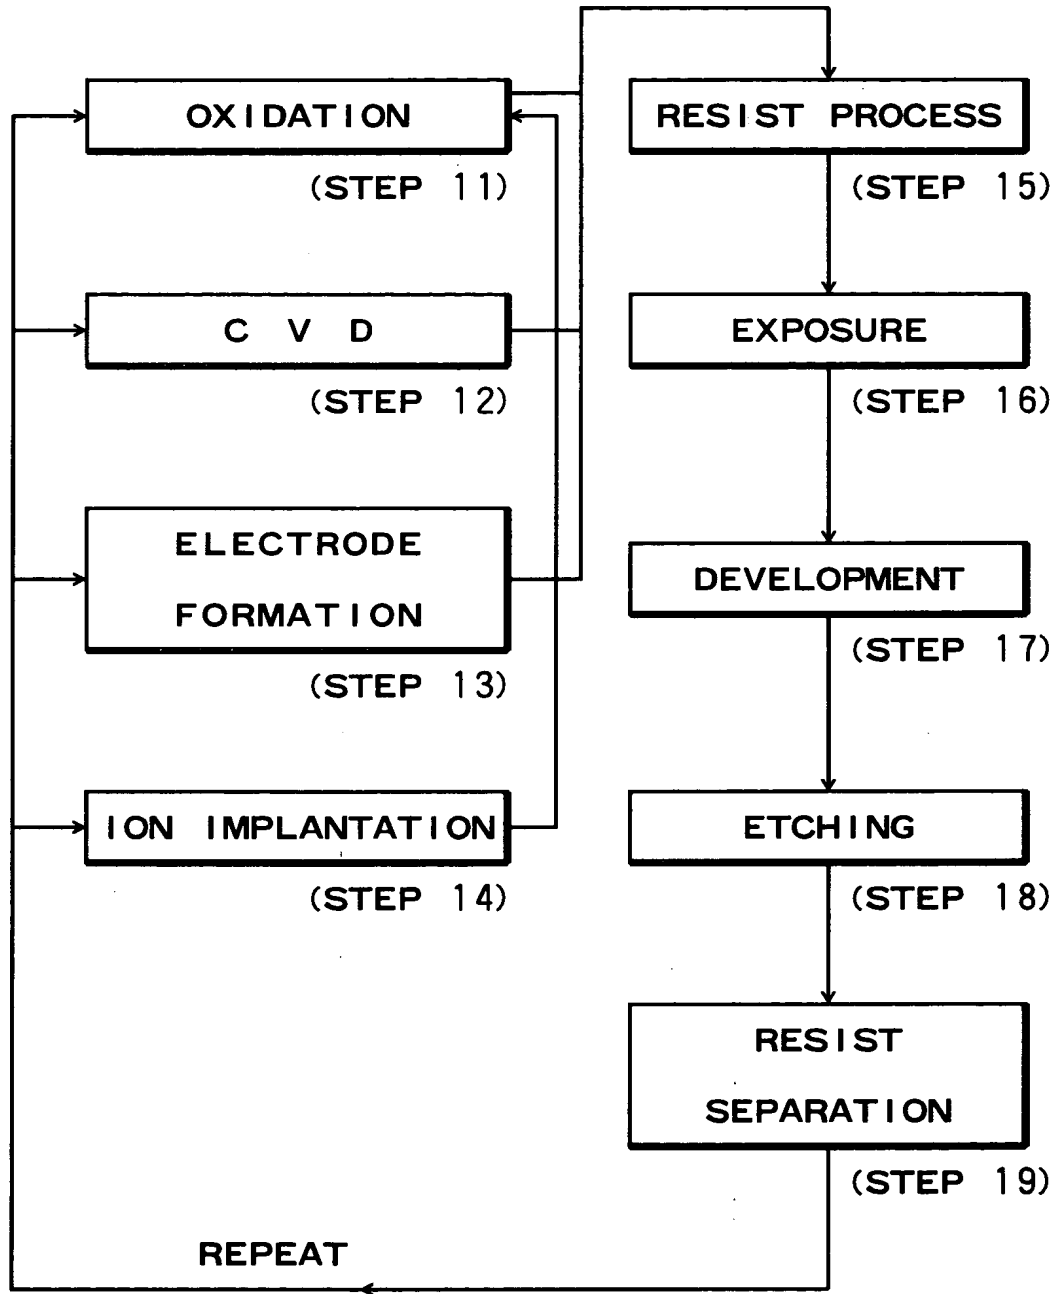 OXIDATION
(STEP 11)
C V D
(STEP 12)
ELECTRODE
FORMATION
(STEP 13)
ION IMPLANTATION
(STEP 14)
RESIST PROCESS
(STEP 15)
EXPOSURE
(STEP 16)
DEVELOPMENT
(STEP 17)
ETCHING
(STEP 18)
RESIST
SEPARATION
(STEP 19)
REPEAT